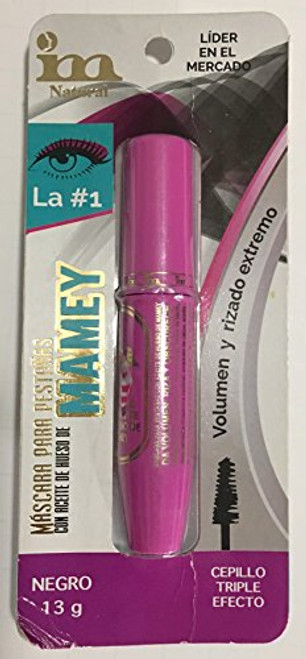 im
Natural
LÍDER
EN EL
MERCADO
La #1
MÁSCARA PARA PESTAÑAS
CON ACEITE DE HUESO DE
MAMEY
Volumen y rizado extremo
NEGRO
13 g
CEPILLO
TRIPLE
EFECTO